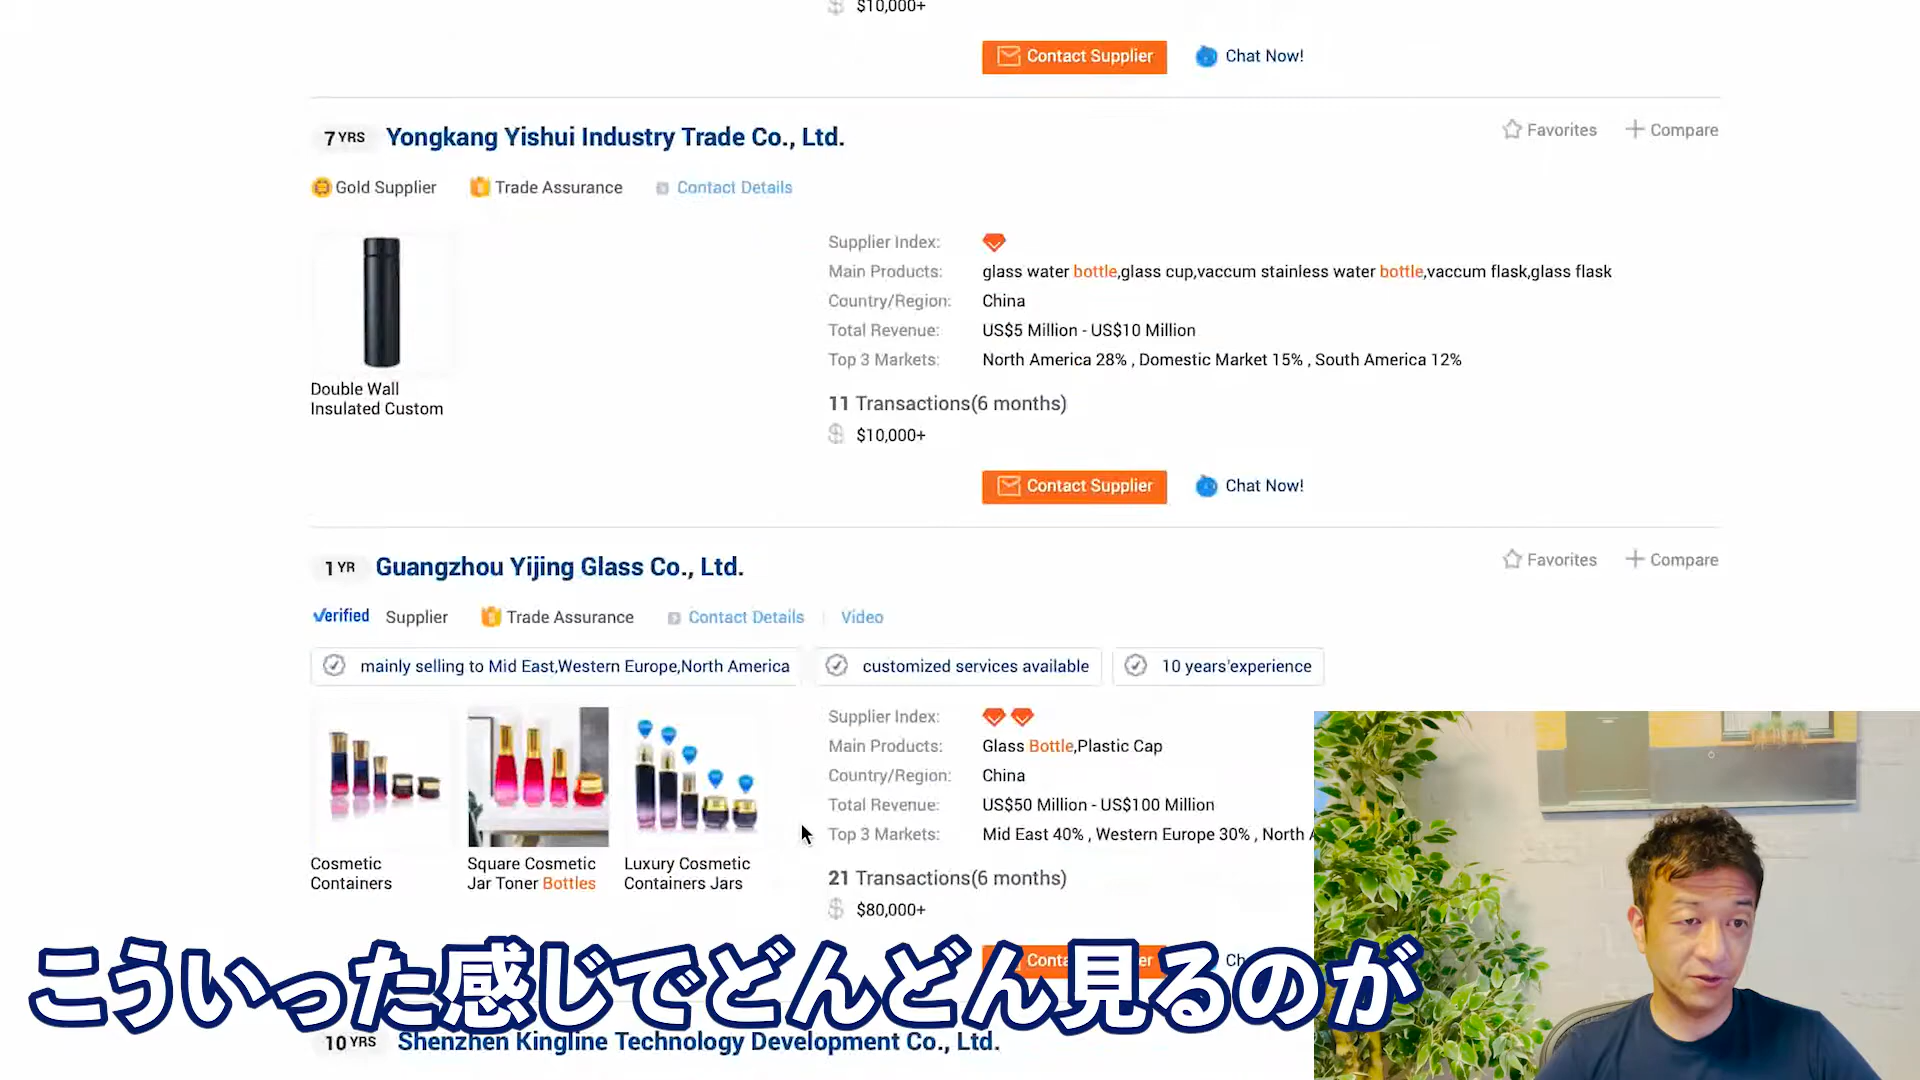 $10,000+
Contact Supplier
Chat Now!
7 YRS Yongkang Yishui Industry Trade Co., Ltd.
Favorites
Compare
Gold Supplier
Trade Assurance
Contact Details
Supplier Index:
Main Products: glass water bottle,glass cup,vaccum stainless water bottle,vaccum flask,glass flask
Country/Region: China
Total Revenue: US$5 Million - US$10 Million
Top 3 Markets: North America 28% , Domestic Market 15% , South America 12%
Double Wall
Insulated Custom
11 Transactions(6 months)
$10,000+
Contact Supplier
Chat Now!
1 YR Guangzhou Yijing Glass Co., Ltd.
Favorites
Compare
Verified Supplier
Trade Assurance
Contact Details
Video
mainly selling to Mid East,Western Europe,North America
customized services available
10 years'experience
Supplier Index:
Main Products: Glass Bottle,Plastic Cap
Country/Region: China
Total Revenue: US$50 Million - US$100 Million
Top 3 Markets: Mid East 40% , Western Europe 30% , North
Cosmetic
Containers
Square Cosmetic
Jar Toner Bottles
Luxury Cosmetic
Containers Jars
21 Transactions(6 months)
$80,000+
こういった感じでどんどん見るのが
10 YRS Shenzhen Kingline Technology Development Co., Ltd.